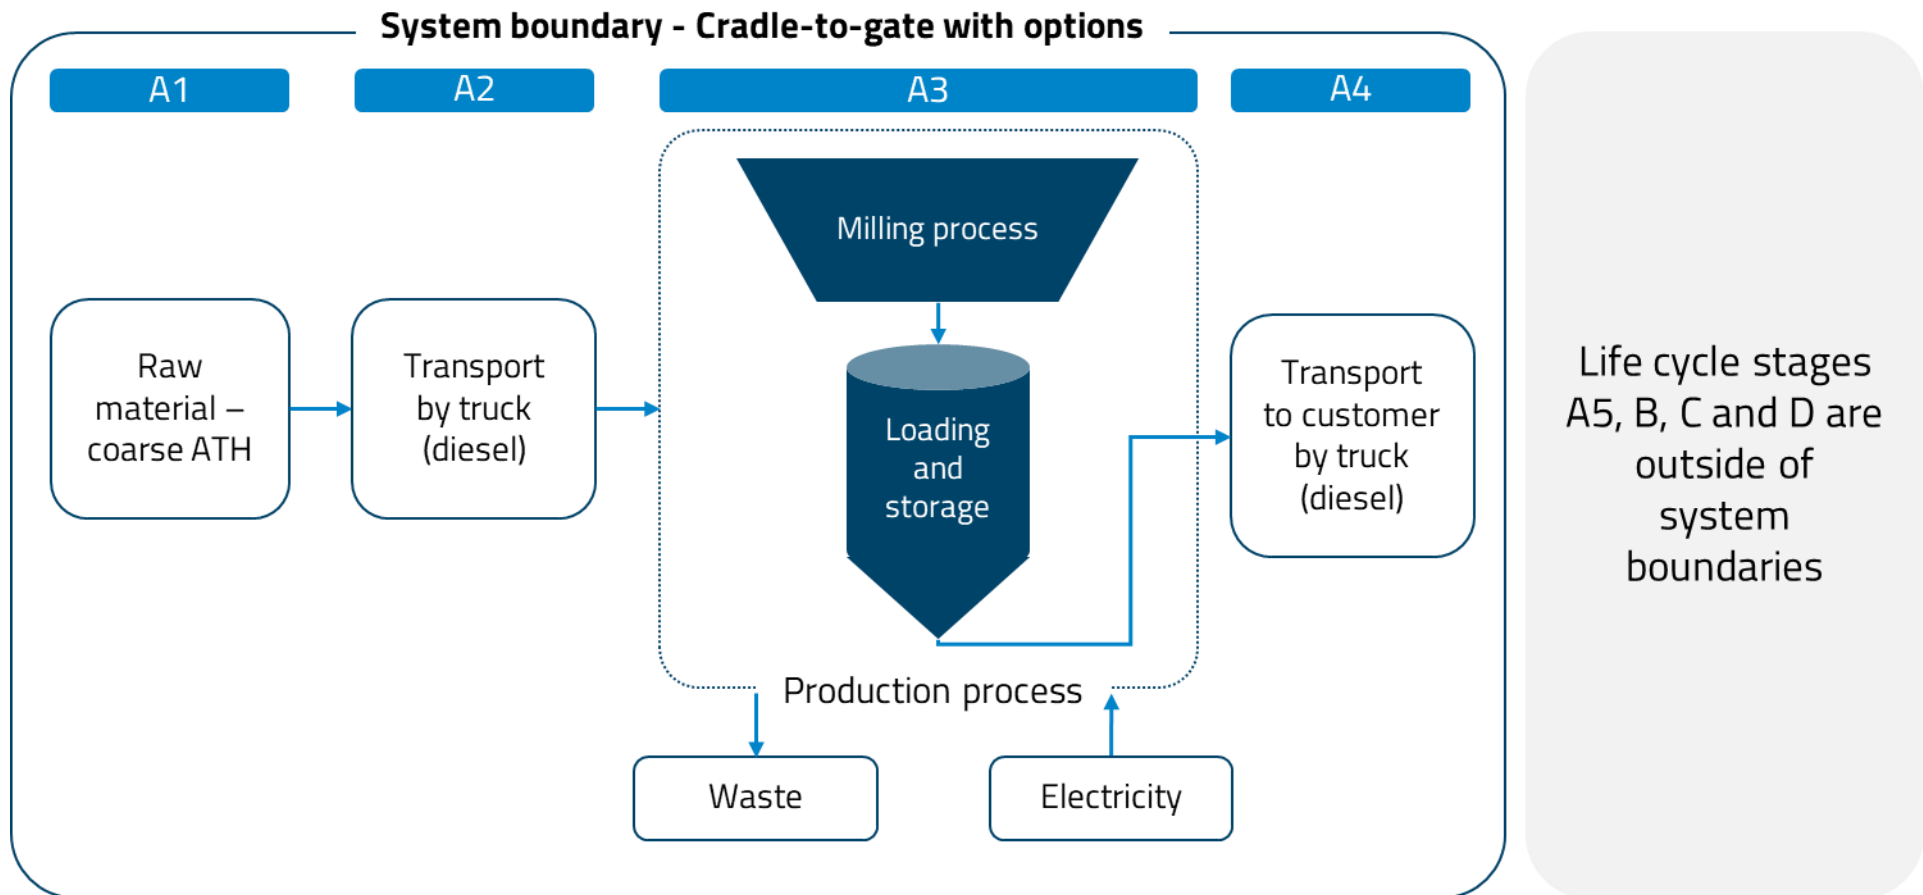 System boundary - Cradle-to-gate with options
A1
A2
A3
A4
Raw
material –
coarse ATH
Transport
by truck
(diesel)
Milling process
Loading
and
storage
Production process
Waste
Electricity
Transport
to customer
by truck
(diesel)
Life cycle stages
A5, B, C and D are
outside of
system
boundaries